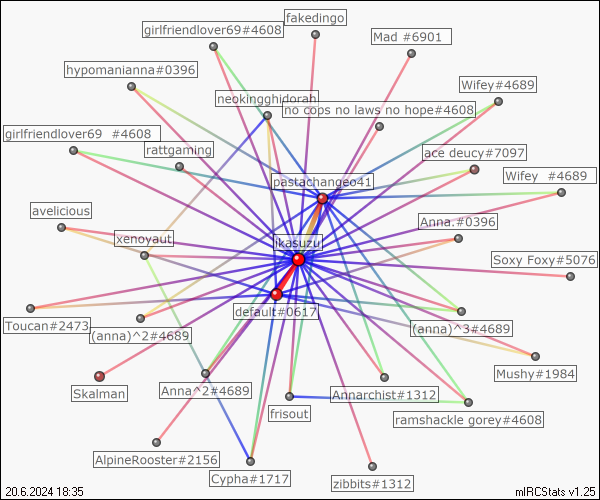 fakedingo
girlfriendlover69#4608
Mad #6901
hypomanianna#0396
Wifey#4689
neokingghidorah
no cops no laws no hope#4608
girlfriendlover69 #4608
rattgaming
ace deucy#7097
pastachangeo41
Wifey #4689
avelicious
Anna.#0396
xenoyaut
ikasuzu
Soxy Foxy#5076
default#0617
Toucan#2473
(anna)^2#4689
(anna)^3#4689
Mushy#1984
Skalman
Anna^2#4689
Annarchist#1312
frisout
ramshackle gorey#4608
AlpineRooster#2156
Cypha#1717
zibbits#1312
20.6.2024 18:35
mIRCStats v1.25